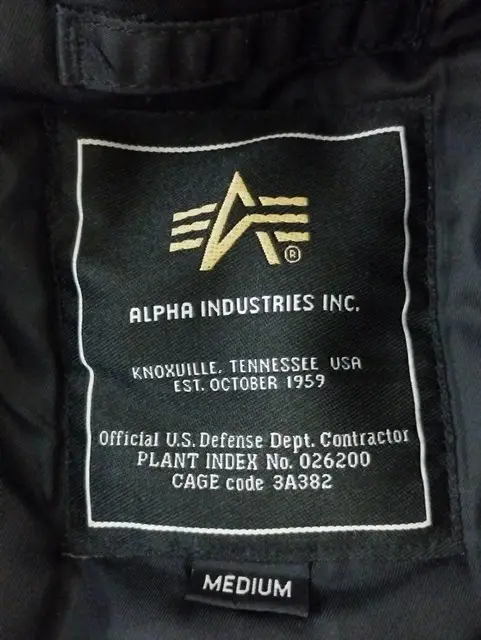 ®
ALPHA INDUSTRIES INC.
KNOXVILLE, TENNESSEE USA
EST. OCTOBER 1959
Official U.S. Defense Dept. Contractor
PLANT INDEX No. 026200
CAGE code 3A382
MEDIUM